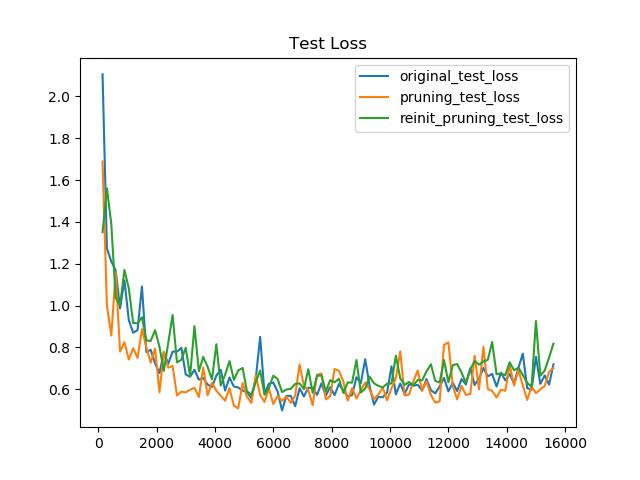 Test Loss
original_test_loss
pruning_test_loss
reinit_pruning_test_loss
2.0
1.8
1.6
1.4
1.2
1.0
0.8
0.6
0 2000 4000 6000 8000 10000 12000 14000 16000